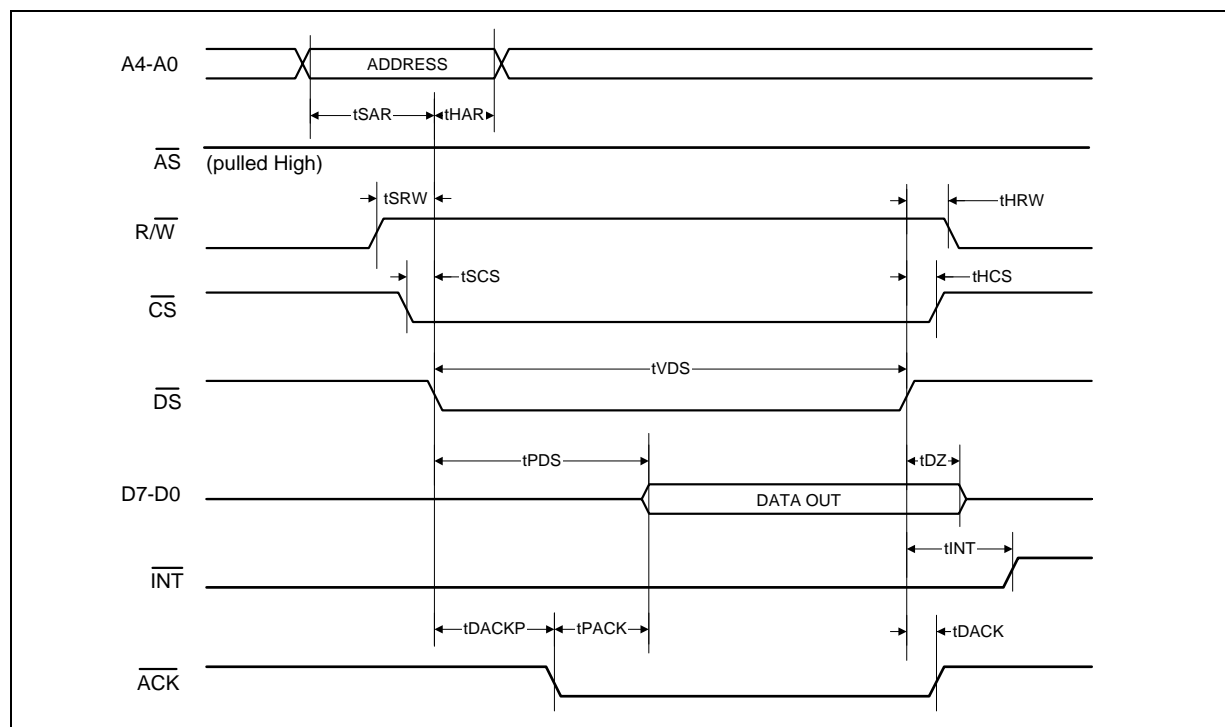 A4-A0 ADDRESS
tSAR tHAR
AS (pulled High)
tSRW tHRW
R/W
tSCS tHCS
CS
tVDS
DS
tPDS tDZ
D7-D0 DATA OUT
tINT
INT
tDACKP tPACK tDACK
ACK